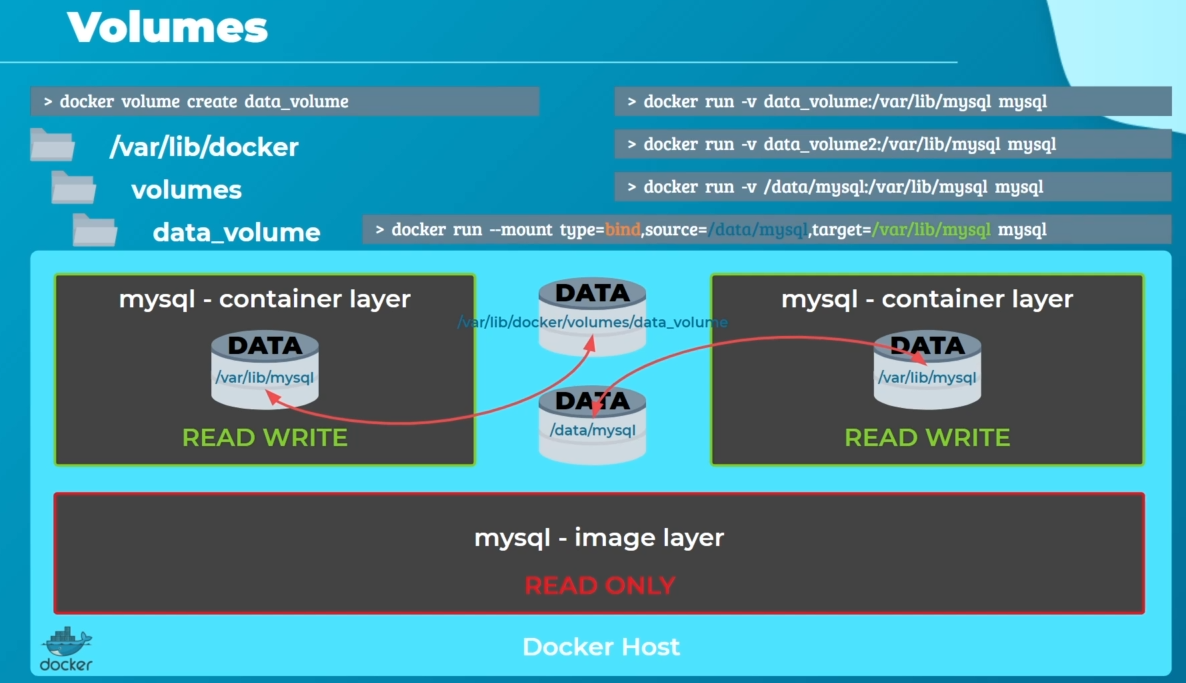 Volumes
> docker volume create data_volume
/var/lib/docker
volumes
data_volume
> docker run -v data_volume:/var/lib/mysql mysql
> docker run -v data_volume2:/var/lib/mysql mysql
> docker run -v /data/mysql:/var/lib/mysql mysql
> docker run --mount type=bind,source=/data/mysql,target=/var/lib/mysql mysql
mysql - container layer
DATA
/var/lib/mysql
READ WRITE
DATA
/var/lib/docker/volumes/data_volume
DATA
/data/mysql
mysql - container layer
DATA
/var/lib/mysql
READ WRITE
mysql - image layer
READ ONLY
docker
Docker Host